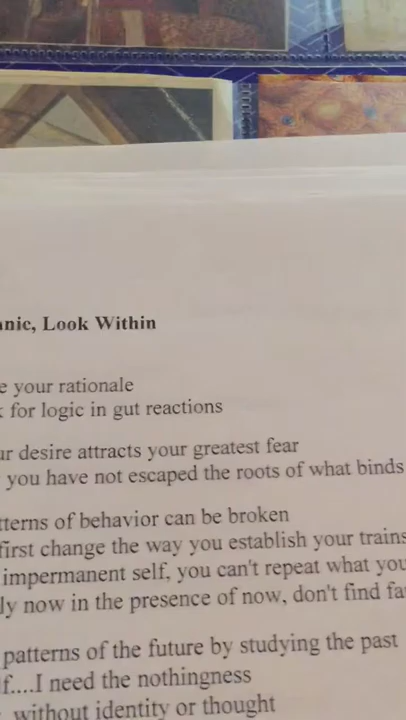 nic, Look Within
e your rationale
k for logic in gut reactions
ur desire attracts your greatest fear
you have not escaped the roots of what binds
tterns of behavior can be broken
first change the way you establish your trains
impermanent self, you can't repeat what you
ly now in the presence of now, don't find fa
patterns of the future by studying the past
f....I need the nothingness
without identity or thought